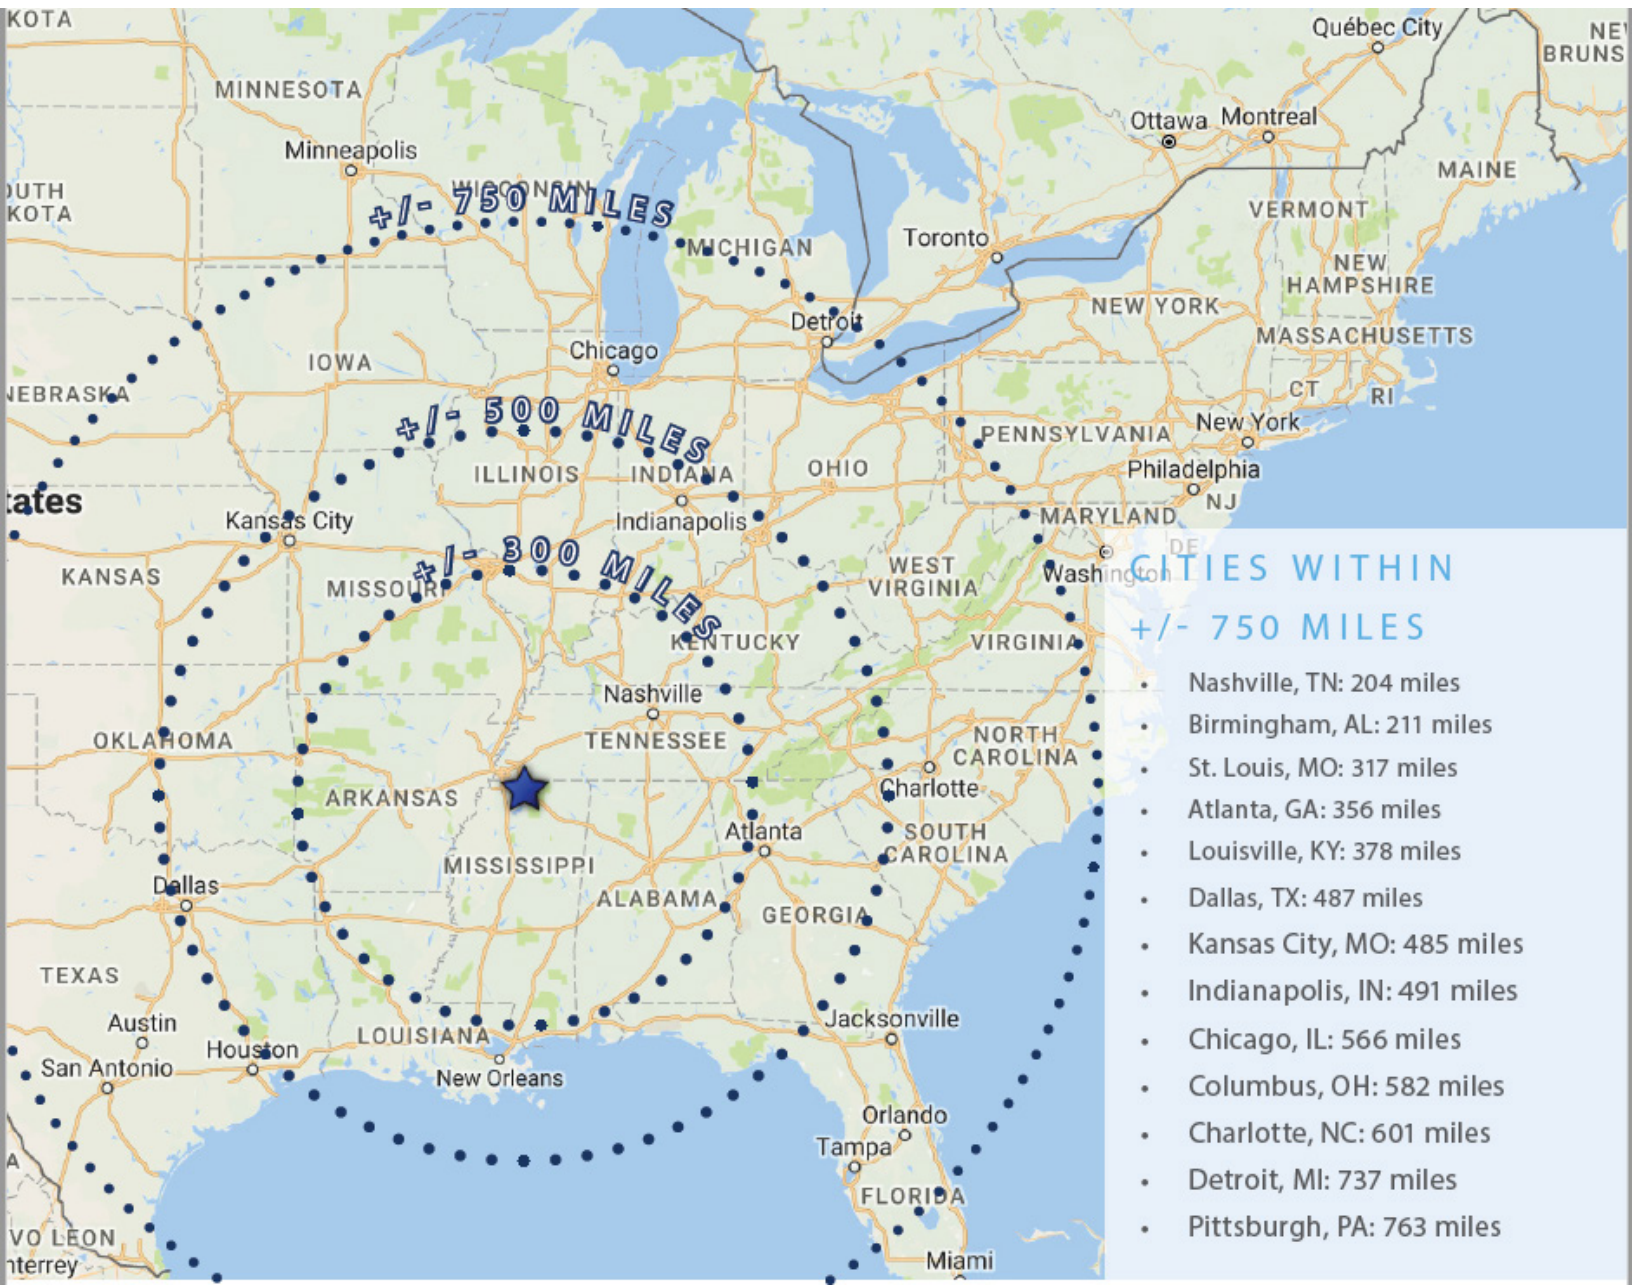 KOTA
Québec City
NEW
BRUNS
MINNESOTA
Ottawa
Montreal
Minneapolis
MAINE
OUTH
KOTA
WISCONSIN
+/- 750 MILES
VERMONT
MICHIGAN
Toronto
NEW
HAMPSHIRE
NEW YORK
Detroit
MASSACHUSETTS
Chicago
IOWA
CT
RI
NEBRASKA
+/- 500 MILES
New York
PENNSYLVANIA
ILLINOIS
INDIANA
OHIO
Philadelphia
tates
NJ
Kansas City
Indianapolis
MARYLAND
DE
+/- 300 MILES
KANSAS
MISSOURI
WEST
VIRGINIA
Washington
KENTUCKY
VIRGINIA
Nashville
OKLAHOMA
TENNESSEE
NORTH
CAROLINA
ARKANSAS
Charlotte
Atlanta
SOUTH
CAROLINA
MISSISSIPPI
Dallas
ALABAMA
GEORGIA
TEXAS
Austin
Jacksonville
LOUISIANA
Houston
San Antonio
New Orleans
Orlando
Tampa
A
FLORIDA
VO LEON
nterrey
Miami
CITIES WITHIN
+/- 750 MILES
• Nashville, TN: 204 miles
• Birmingham, AL: 211 miles
• St. Louis, MO: 317 miles
• Atlanta, GA: 356 miles
• Louisville, KY: 378 miles
• Dallas, TX: 487 miles
• Kansas City, MO: 485 miles
• Indianapolis, IN: 491 miles
• Chicago, IL: 566 miles
• Columbus, OH: 582 miles
• Charlotte, NC: 601 miles
• Detroit, MI: 737 miles
• Pittsburgh, PA: 763 miles